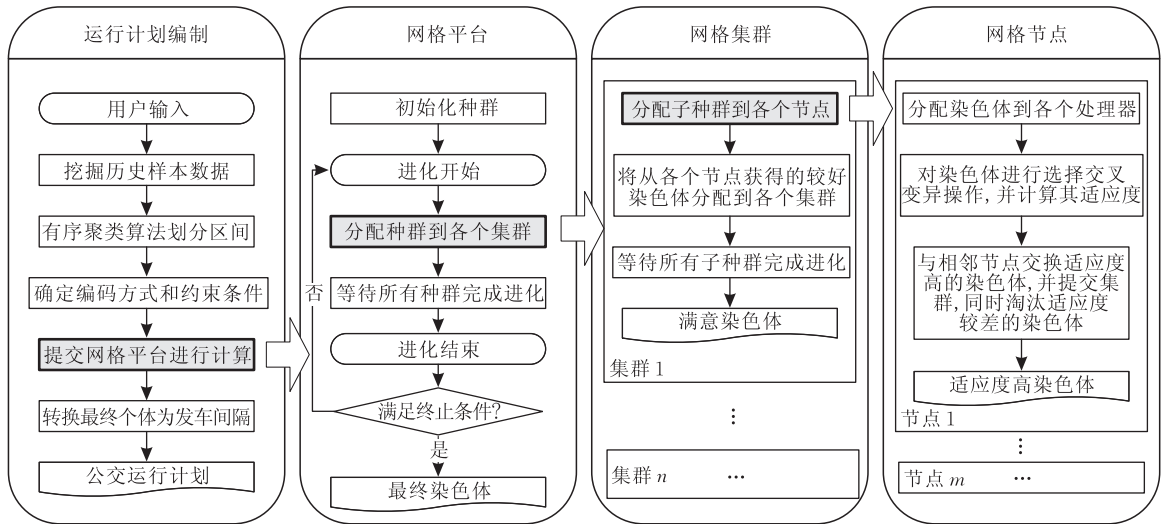 运行计划编制
用户输入
挖掘历史样本数据
有序聚类算法划分区间
确定编码方式和约束条件
提交网格平台进行计算
转换最终个体为发车间隔
公交运行计划
网格平台
初始化种群
进化开始
分配种群到各个集群
否
等待所有种群完成进化
进化结束
满足终止条件?
是
最终染色体
网格集群
分配子种群到各个节点
将从各个节点获得的较好
染色体分配到各个集群
等待所有子种群完成进化
满意染色体
集群1
⋮
集群n …
网格节点
分配染色体到各个处理器
对染色体进行选择交叉
变异操作,并计算其适应度
与相邻节点交换适应度
高的染色体,并提交集
群,同时淘汰适应度
较差的染色体
适应度高染色体
节点1
⋮
节点m …